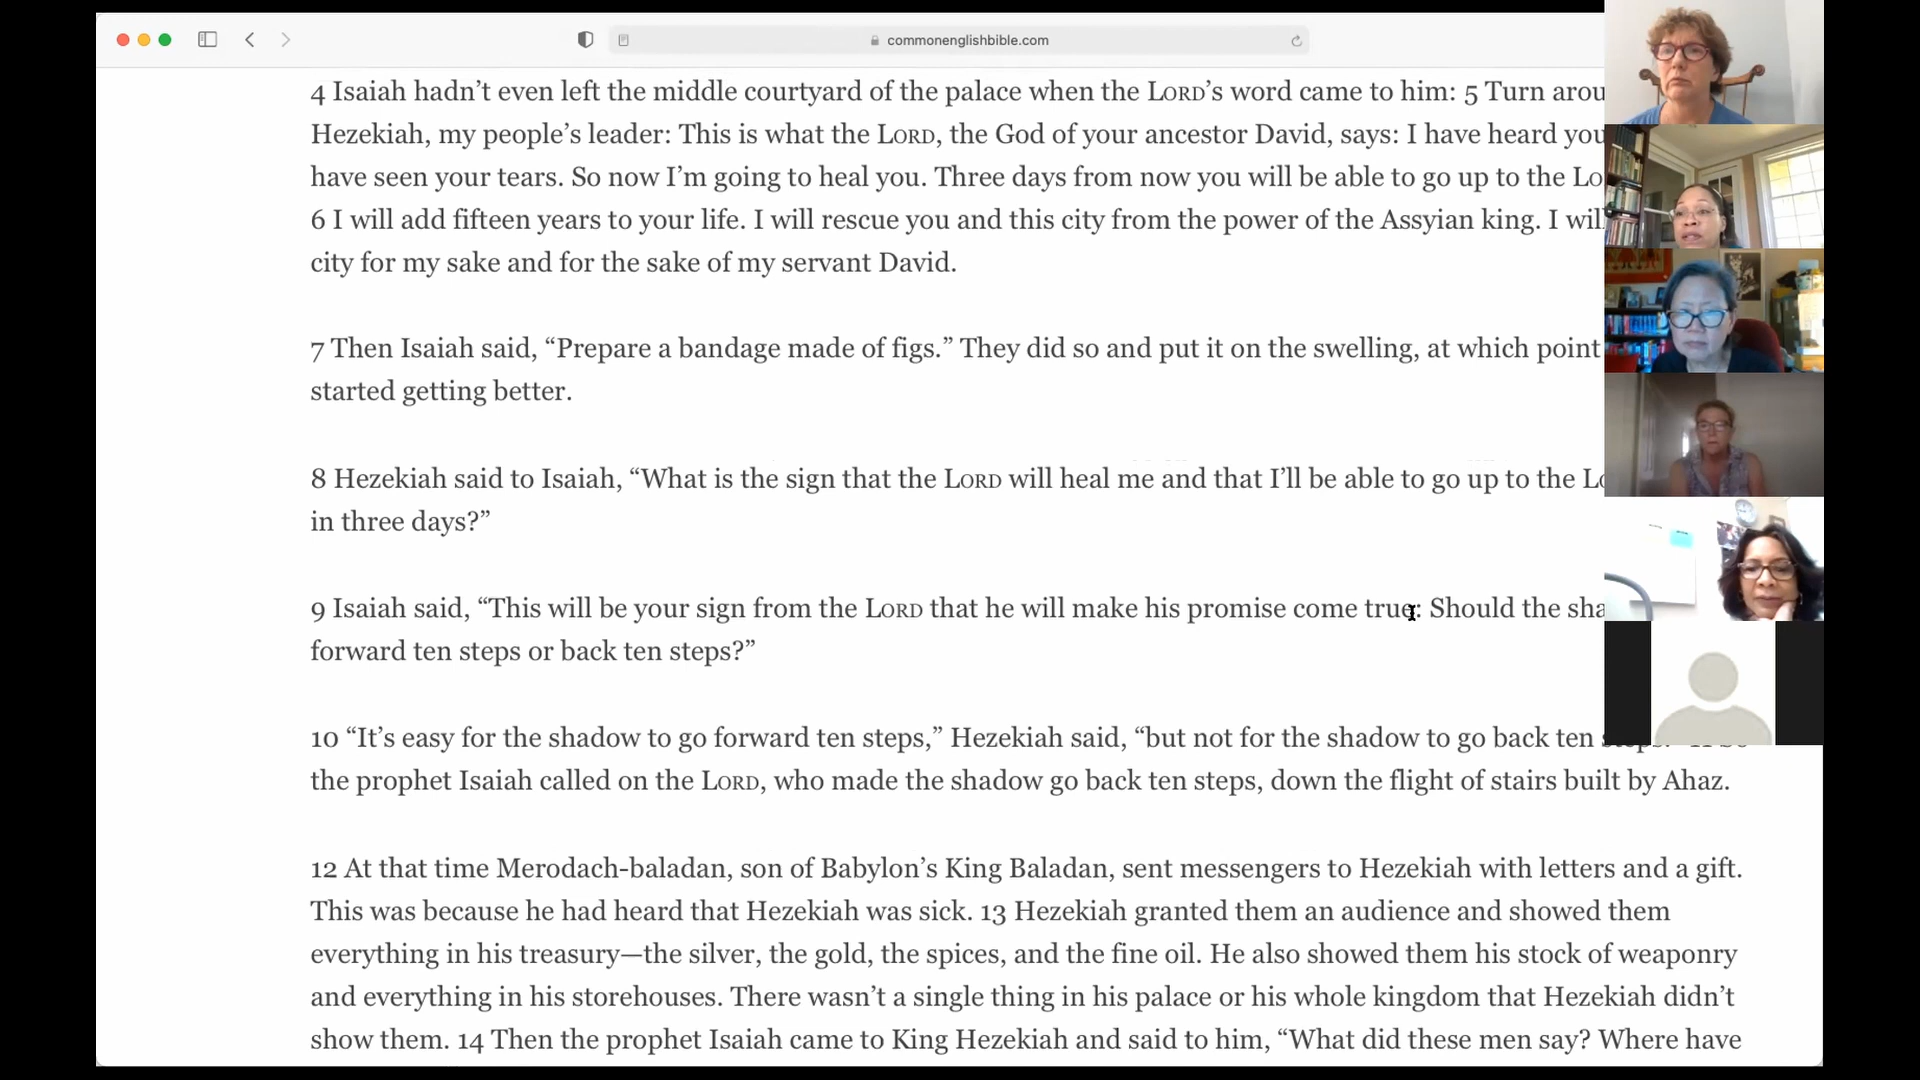 commonenglishbible.com
4 Isaiah hadn’t even left the middle courtyard of the palace when the LORD’s word came to him: 5 Turn
Hezekiah, my people’s leader: This is what the LORD, the God of your ancestor David, says: I have heard
have seen your tears. So now I’m going to heal you. Three days from now you will be able to go up to the
6 I will add fifteen years to your life. I will rescue you and this city from the power of the Assyian king. I
city for my sake and for the sake of my servant David.
7 Then Isaiah said, “Prepare a bandage made of figs.” They did so and put it on the swelling, at which point
started getting better.
8 Hezekiah said to Isaiah, “What is the sign that the LORD will heal me and that I’ll be able to go up to the
in three days?”
9 Isaiah said, “This will be your sign from the LORD that he will make his promise come true: Should the
forward ten steps or back ten steps?”
10 “It’s easy for the shadow to go forward ten steps,” Hezekiah said, “but not for the shadow to go back ten
the prophet Isaiah called on the LORD, who made the shadow go back ten steps, down the flight of stairs built by Ahaz.
12 At that time Merodach-baladan, son of Babylon’s King Baladan, sent messengers to Hezekiah with letters and a gift.
This was because he had heard that Hezekiah was sick. 13 Hezekiah granted them an audience and showed them
everything in his treasury—the silver, the gold, the spices, and the fine oil. He also showed them his stock of weaponry
and everything in his storehouses. There wasn’t a single thing in his palace or his whole kingdom that Hezekiah didn’t
show them. 14 Then the prophet Isaiah came to King Hezekiah and said to him, “What did these men say? Where have